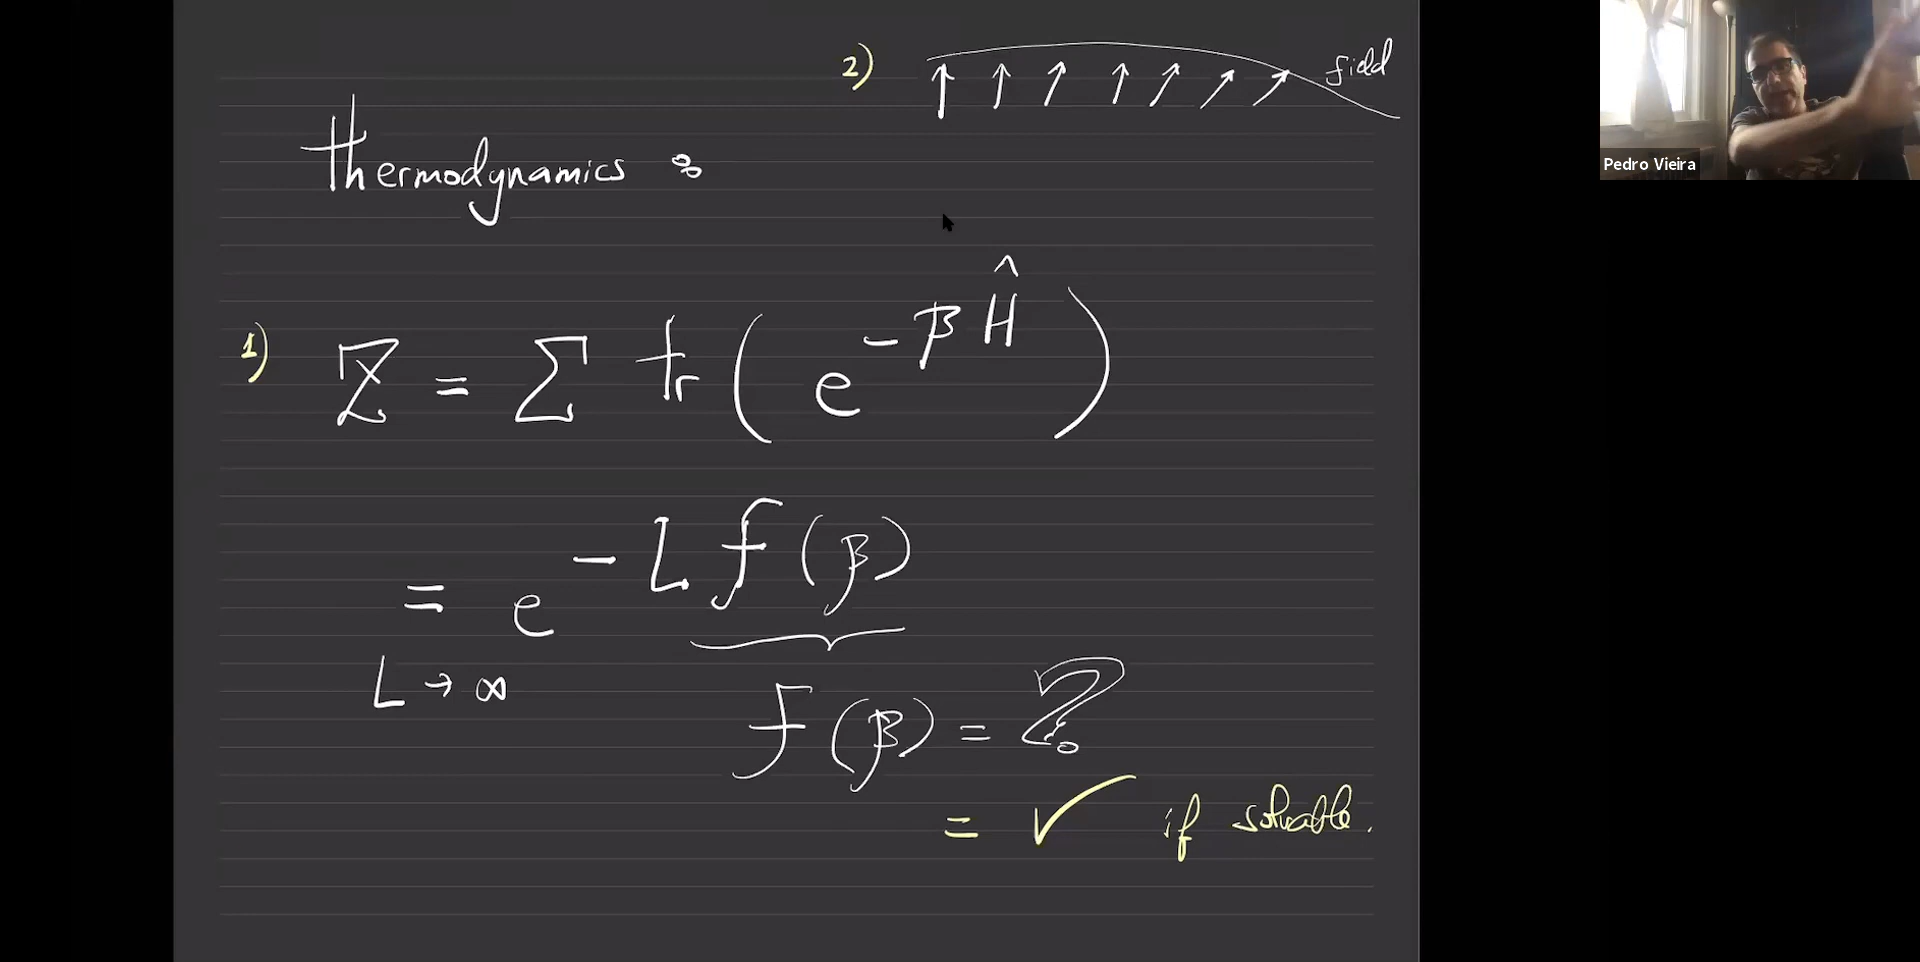 2) field
Pedro Vieira
thermodynamics :
1) Z = Σ tr ( e^{-β Ĥ} )
= e^{- L f(β)}
L → ∞
f(β) = ?
= ✓ if solvable.